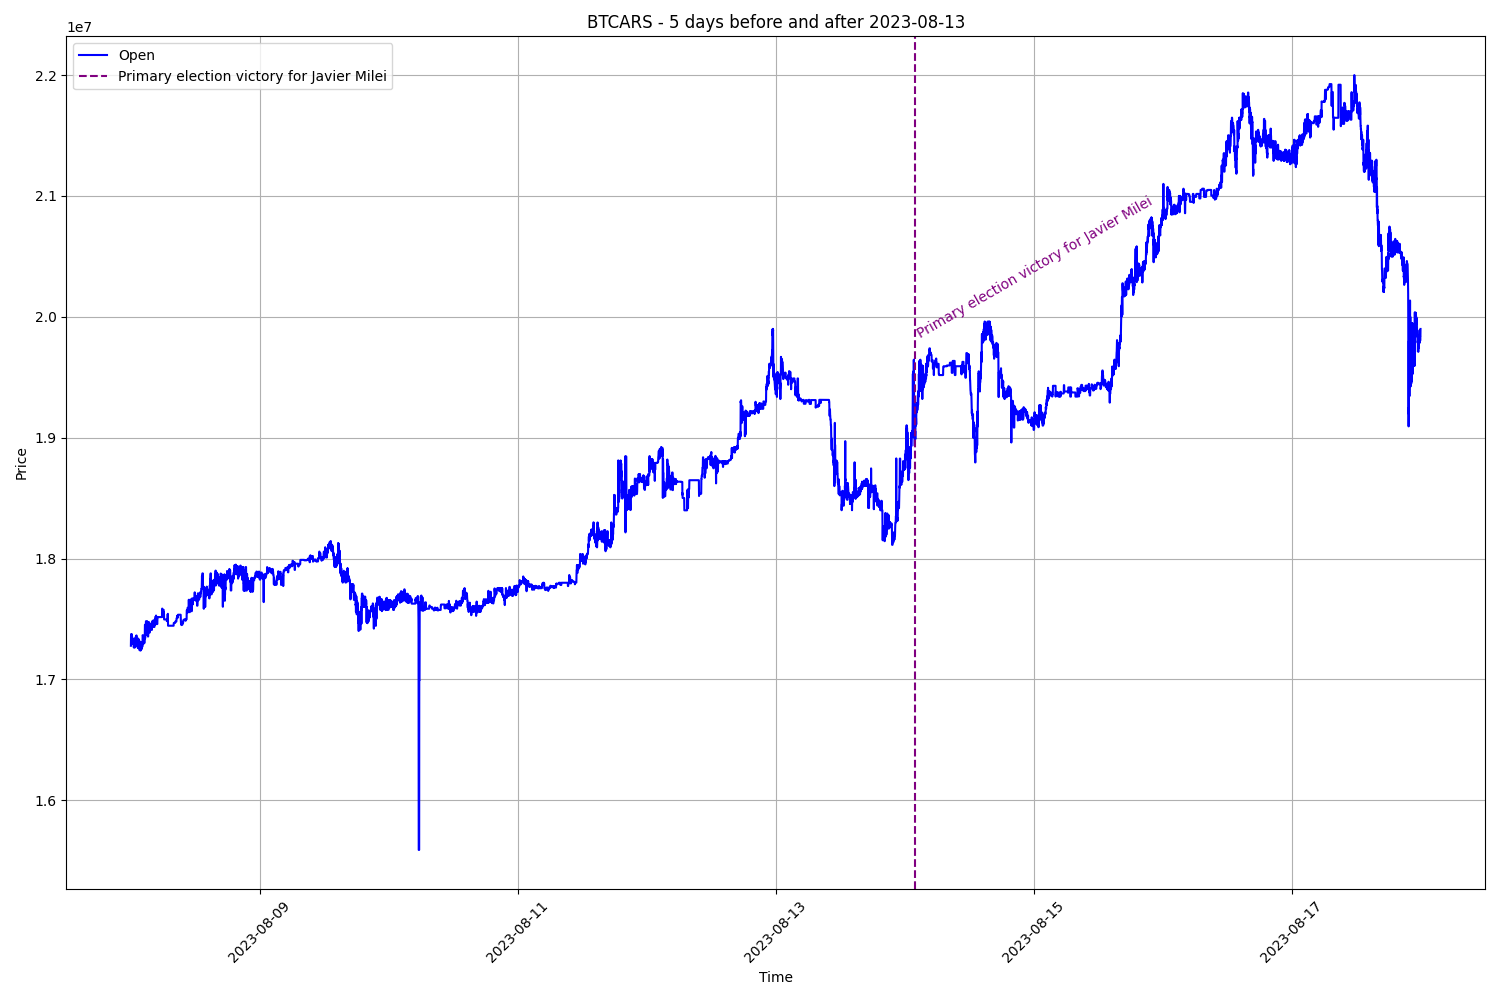 BTCARS - 5 days before and after 2023-08-13
1e7
Open
Primary election victory for Javier Milei
2.2
2.1
2.0
1.9
1.8
1.7
1.6
Price
Primary election victory for Javier Milei
2023-08-09
2023-08-11
2023-08-13
2023-08-15
2023-08-17
Time